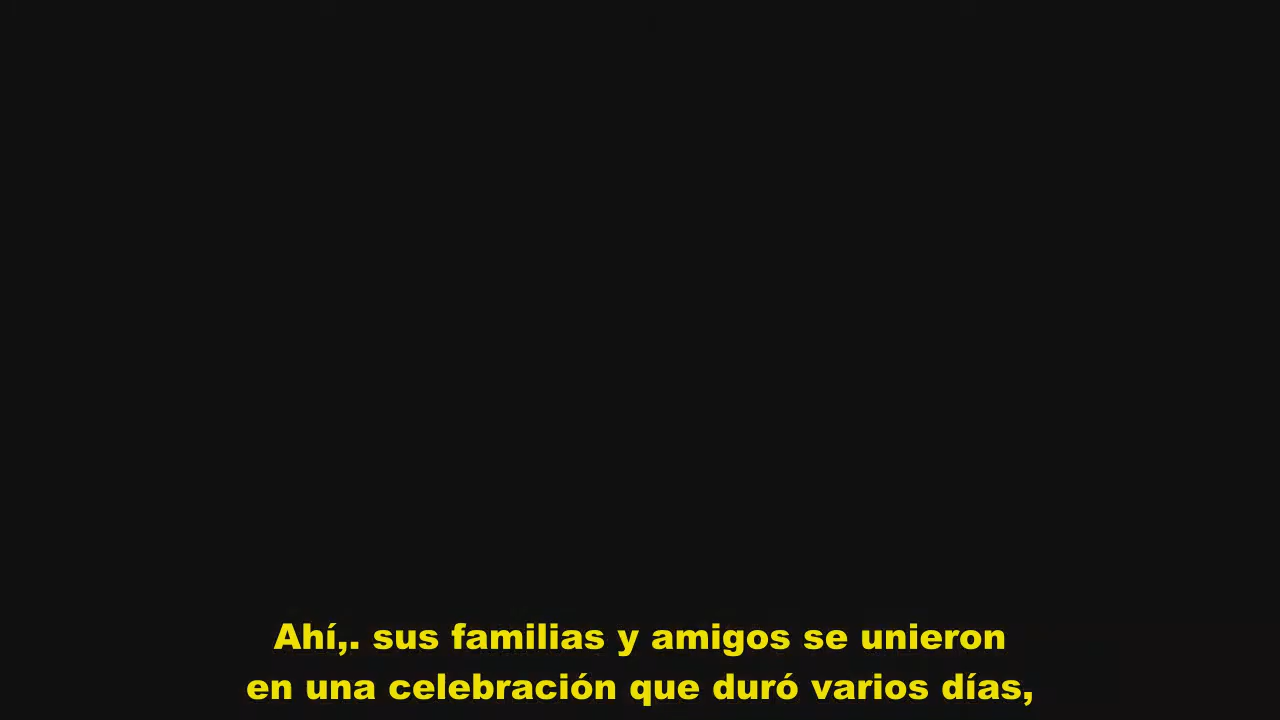 Ahí,. sus familias y amigos se unieron
en una celebración que duró varios días,